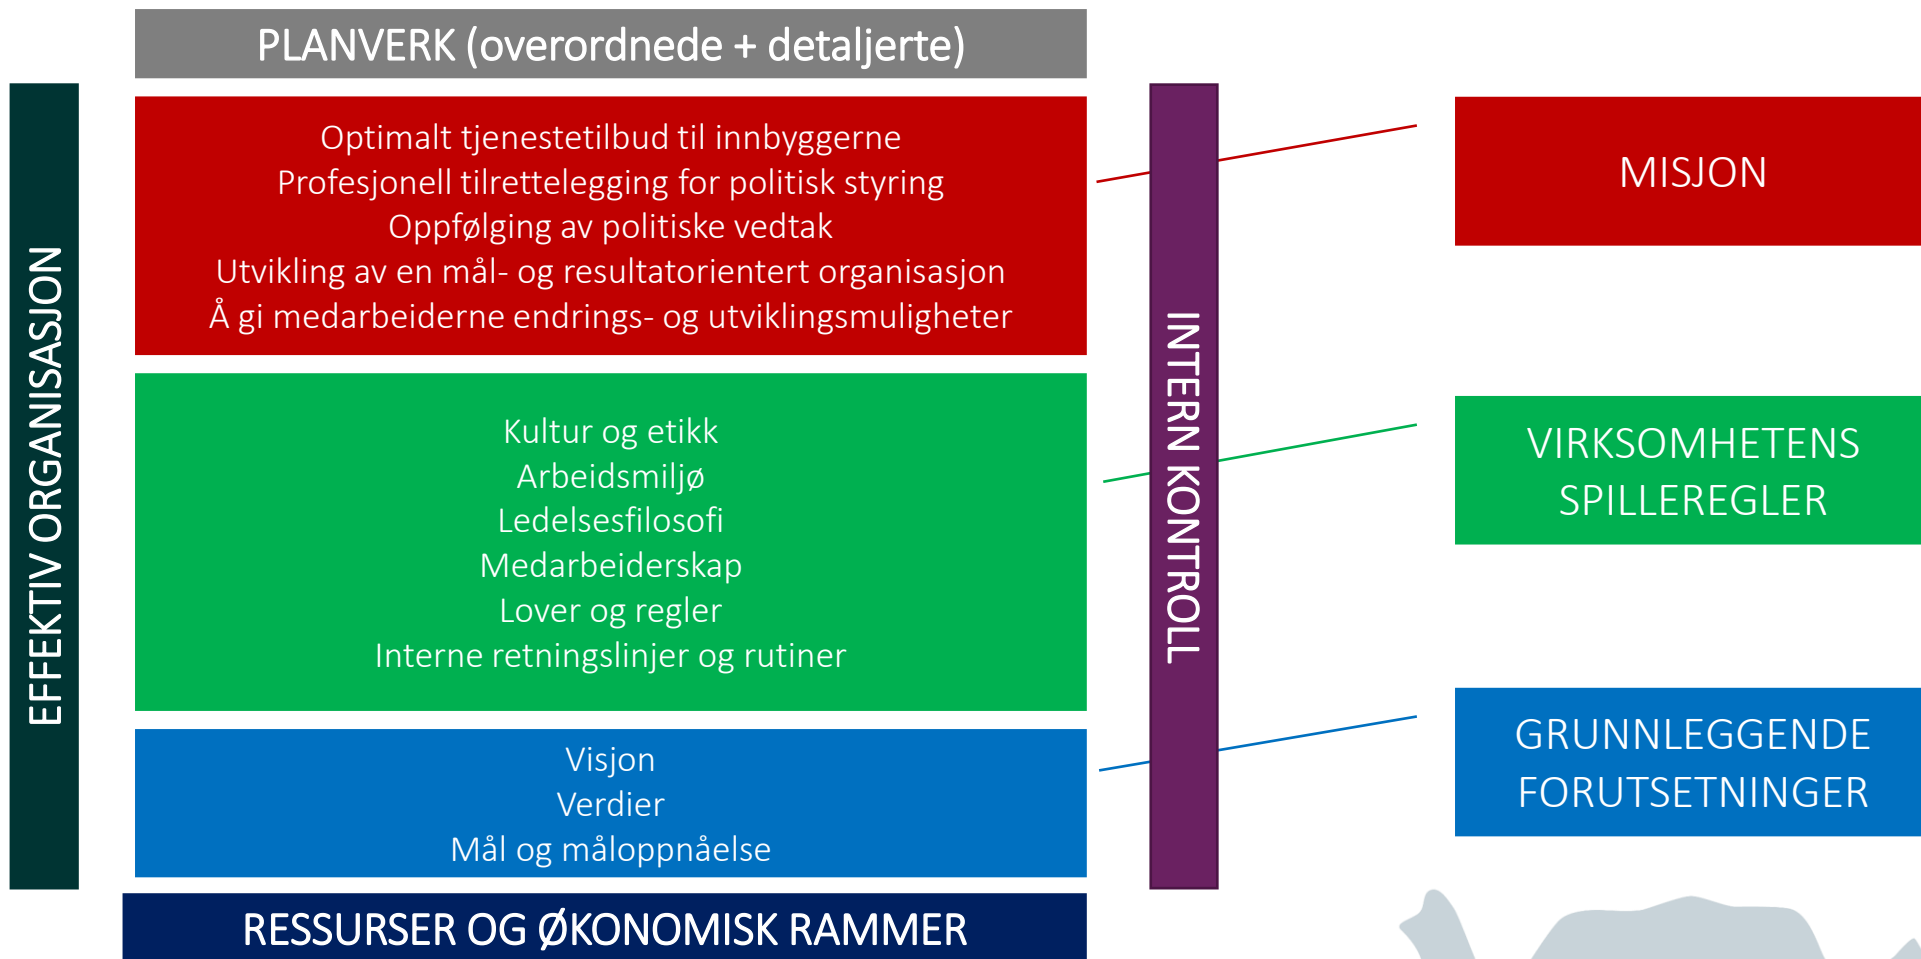 PLANVERK (overordnede + detaljerte)
EFFEKTIV ORGANISASJON
Optimalt tjenestetilbud til innbyggerne
Profesjonell tilrettelegging for politisk styring
Oppfølging av politiske vedtak
Utvikling av en mål- og resultatorientert organisasjon
Å gi medarbeiderne endrings- og utviklingsmuligheter
Kultur og etikk
Arbeidsmiljø
Ledelsesfilosofi
Medarbeiderskap
Lover og regler
Interne retningslinjer og rutiner
Visjon
Verdier
Mål og måloppnåelse
RESSURSER OG ØKONOMISK RAMMER
INTERN KONTROLL
MISJON
VIRKSOMHETENS
SPILLEREGLER
GRUNNLEGGENDE
FORUTSETNINGER